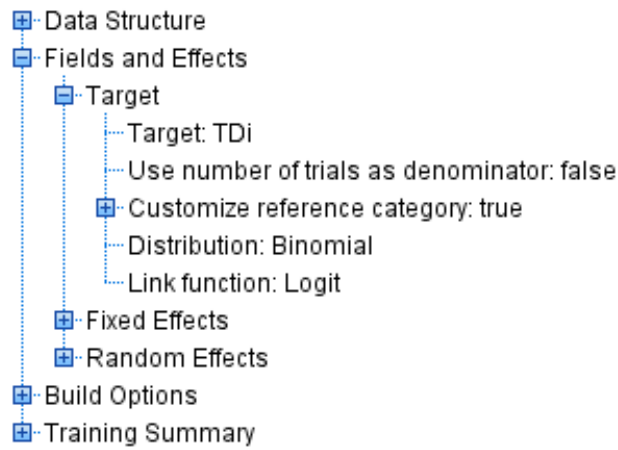 Data Structure
Fields and Effects
Target
Target: TDi
Use number of trials as denominator: false
Customize reference category: true
Distribution: Binomial
Link function: Logit
Fixed Effects
Random Effects
Build Options
Training Summary